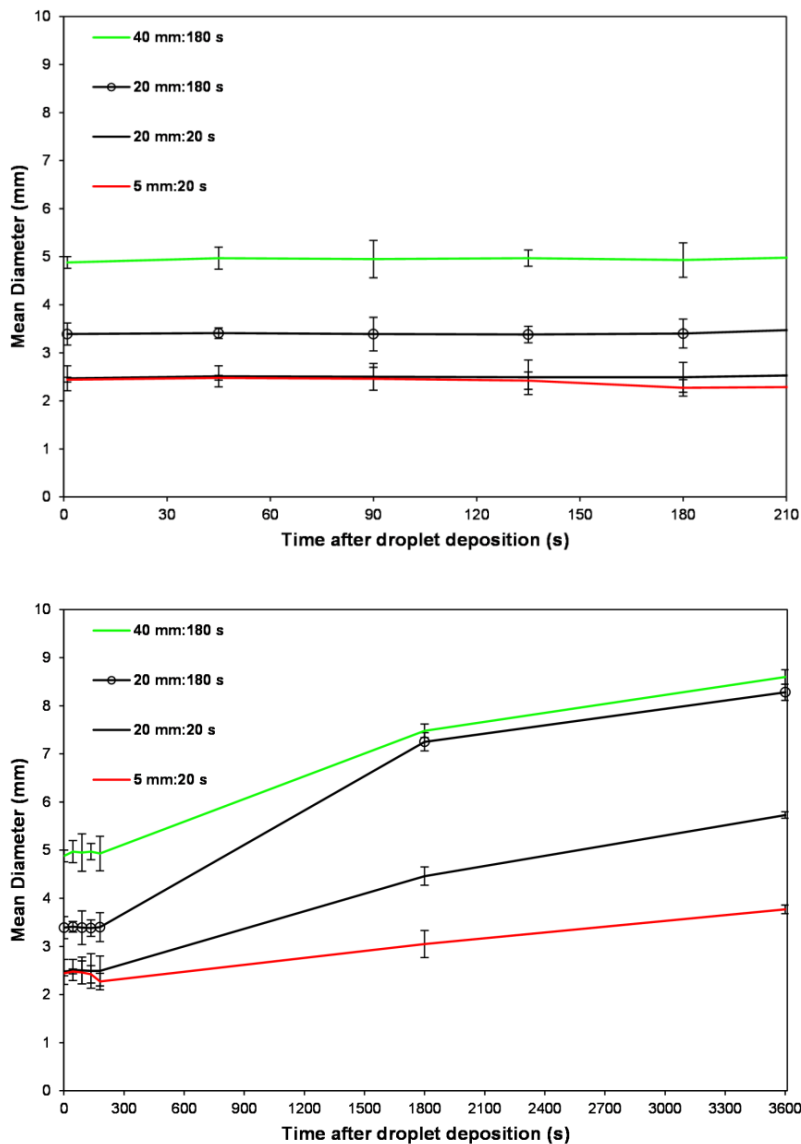 10
9
8
7
6
5
4
3
2
1
0
Mean Diameter (mm)
40 mm:180 s
20 mm:180 s
20 mm:20 s
5 mm:20 s
0 30 60 90 120 150 180 210
Time after droplet deposition (s)
10
9
8
7
6
5
4
3
2
1
0
Mean Diameter (mm)
40 mm:180 s
20 mm:180 s
20 mm:20 s
5 mm:20 s
0 300 600 900 1200 1500 1800 2100 2400 2700 3000 3300 3600
Time after droplet deposition (s)